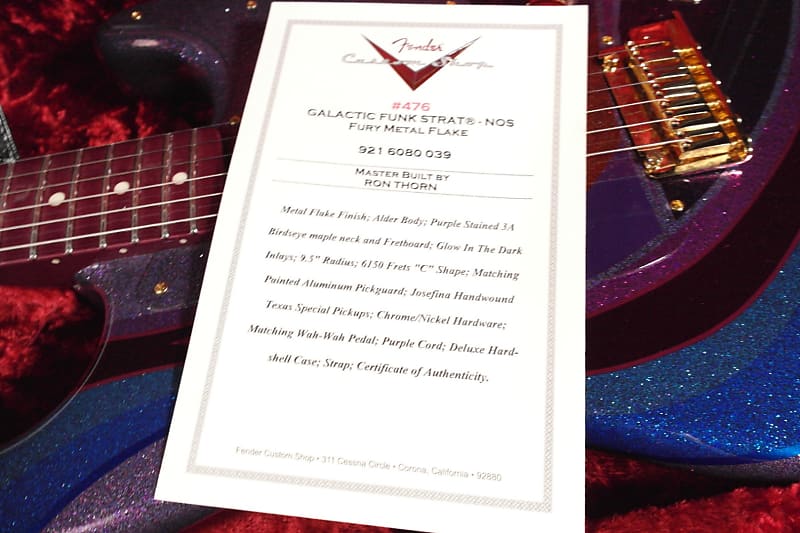 Fender
Custom Shop
#476
GALACTIC FUNK STRAT® - NOS
FURY METAL FLAKE
921 6080 039
MASTER BUILT BY
RON THORN
Metal Flake Finish; Alder Body; Purple Stained 3A
Birdseye maple neck and Fretboard; Glow In The Dark
Inlays; 9.5" Radius; 6150 Frets "C" Shape; Matching
Painted Aluminum Pickguard; Josefina Handwound
Texas Special Pickups; Chrome/Nickel Hardware;
Matching Wah-Wah Pedal; Purple Cord; Deluxe Hard-
shell Case; Strap; Certificate of Authenticity.
Fender Custom Shop • 311 Cessna Circle • Corona, California • 92880